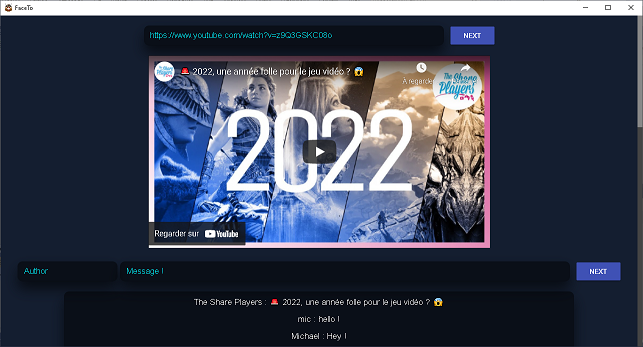 FaceTo
https://www.youtube.com/watch?v=z9Q3GSKC08o
NEXT
🚨 2022, une année folle pour le jeu vidéo ? 😱
A regarder
The Share Players
#94
2022
Regarder sur YouTube
Author
Message !
NEXT
The Share Players : 🚨 2022, une année folle pour le jeu vidéo ? 😱
mic : hello !
Michael : Hey !